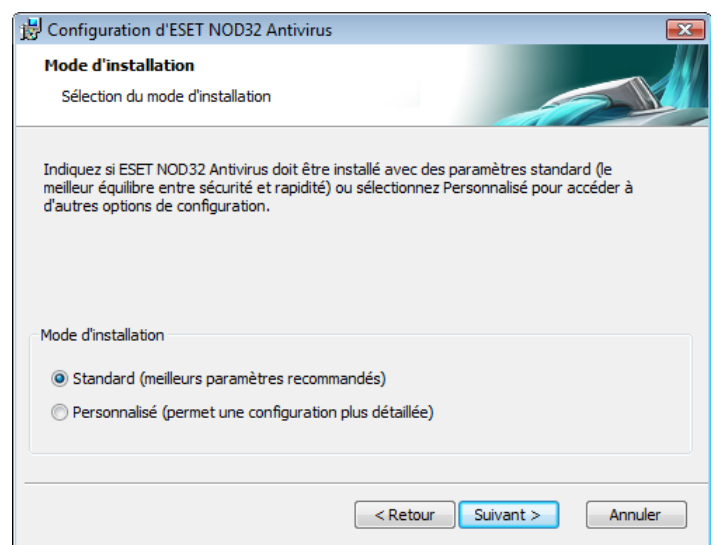 Configuration d'ESET NOD32 Antivirus
Mode d'installation
Sélection du mode d'installation
Indiquez si ESET NOD32 Antivirus doit être installé avec des paramètres standard (le
meilleur équilibre entre sécurité et rapidité) ou sélectionnez Personnalisé pour accéder à
d'autres options de configuration.
Mode d'installation
Standard (meilleurs paramètres recommandés)
Personnalisé (permet une configuration plus détaillée)
< Retour Suivant > Annuler